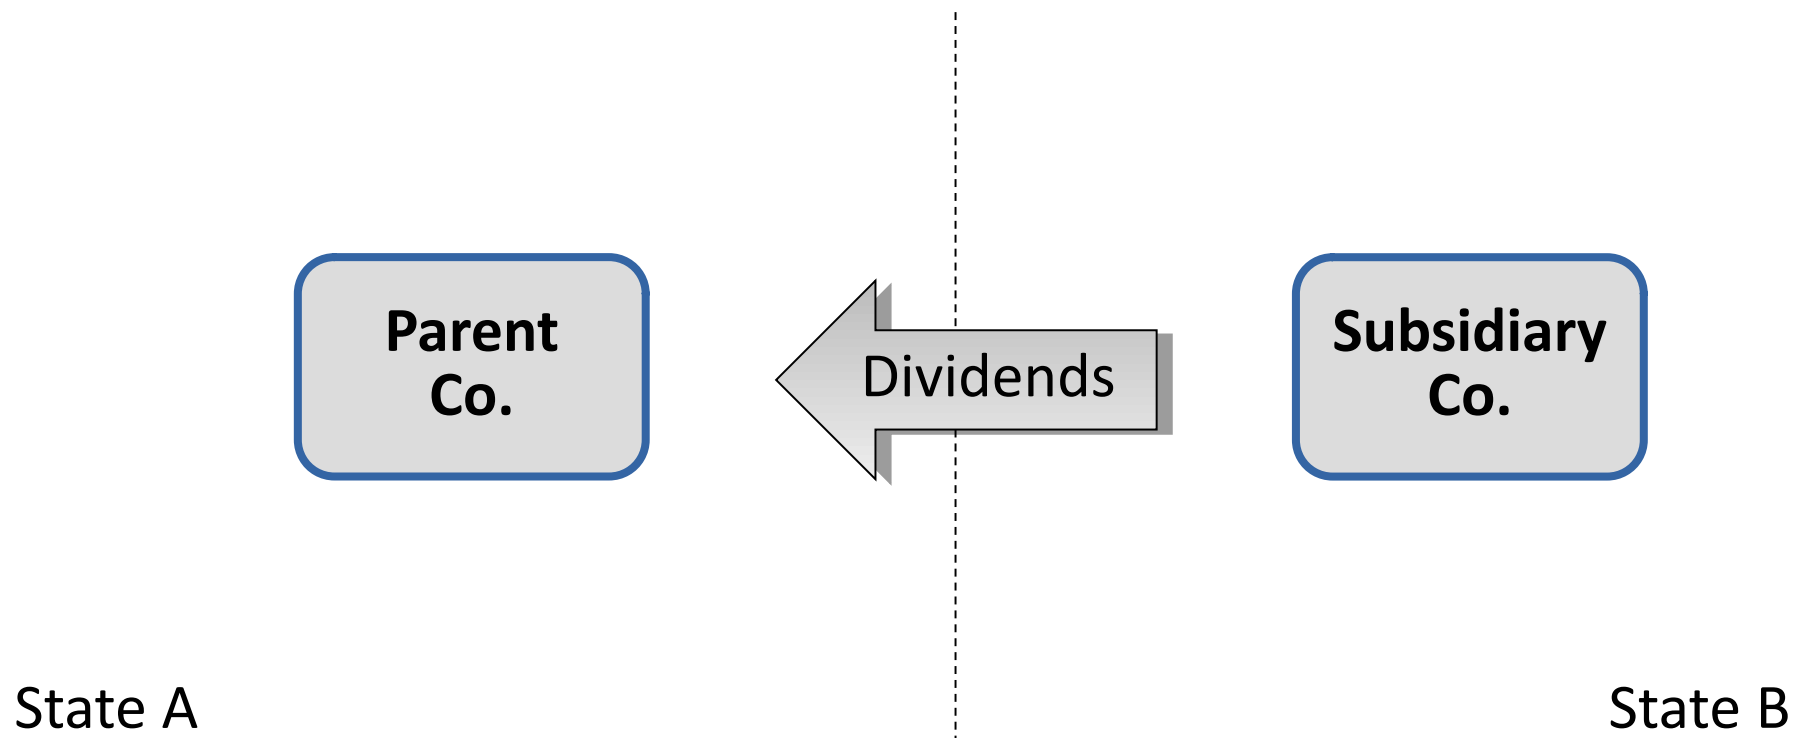 Parent
Co.
Dividends
Subsidiary
Co.
State A
State B